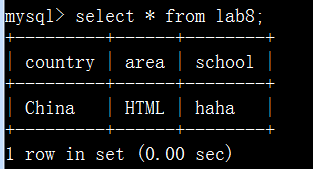 mysql> select * from lab8;
+---------+------+--------+
| country | area | school |
+---------+------+--------+
| China   | HTML | haha   |
+---------+------+--------+
1 row in set (0.00 sec)